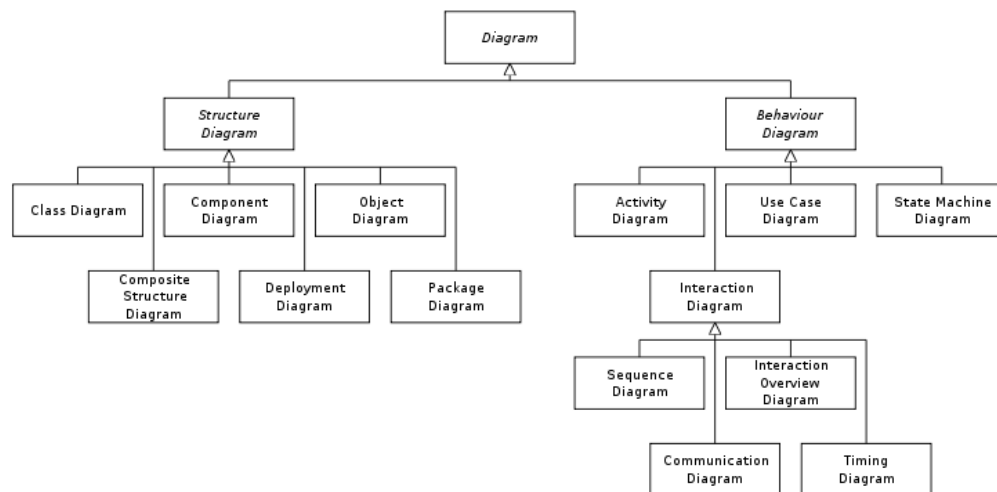 Diagram
Structure
Diagram
Behaviour
Diagram
Class Diagram
Component
Diagram
Object
Diagram
Activity
Diagram
Use Case
Diagram
State Machine
Diagram
Composite
Structure
Diagram
Deployment
Diagram
Package
Diagram
Interaction
Diagram
Sequence
Diagram
Interaction
Overview
Diagram
Communication
Diagram
Timing
Diagram